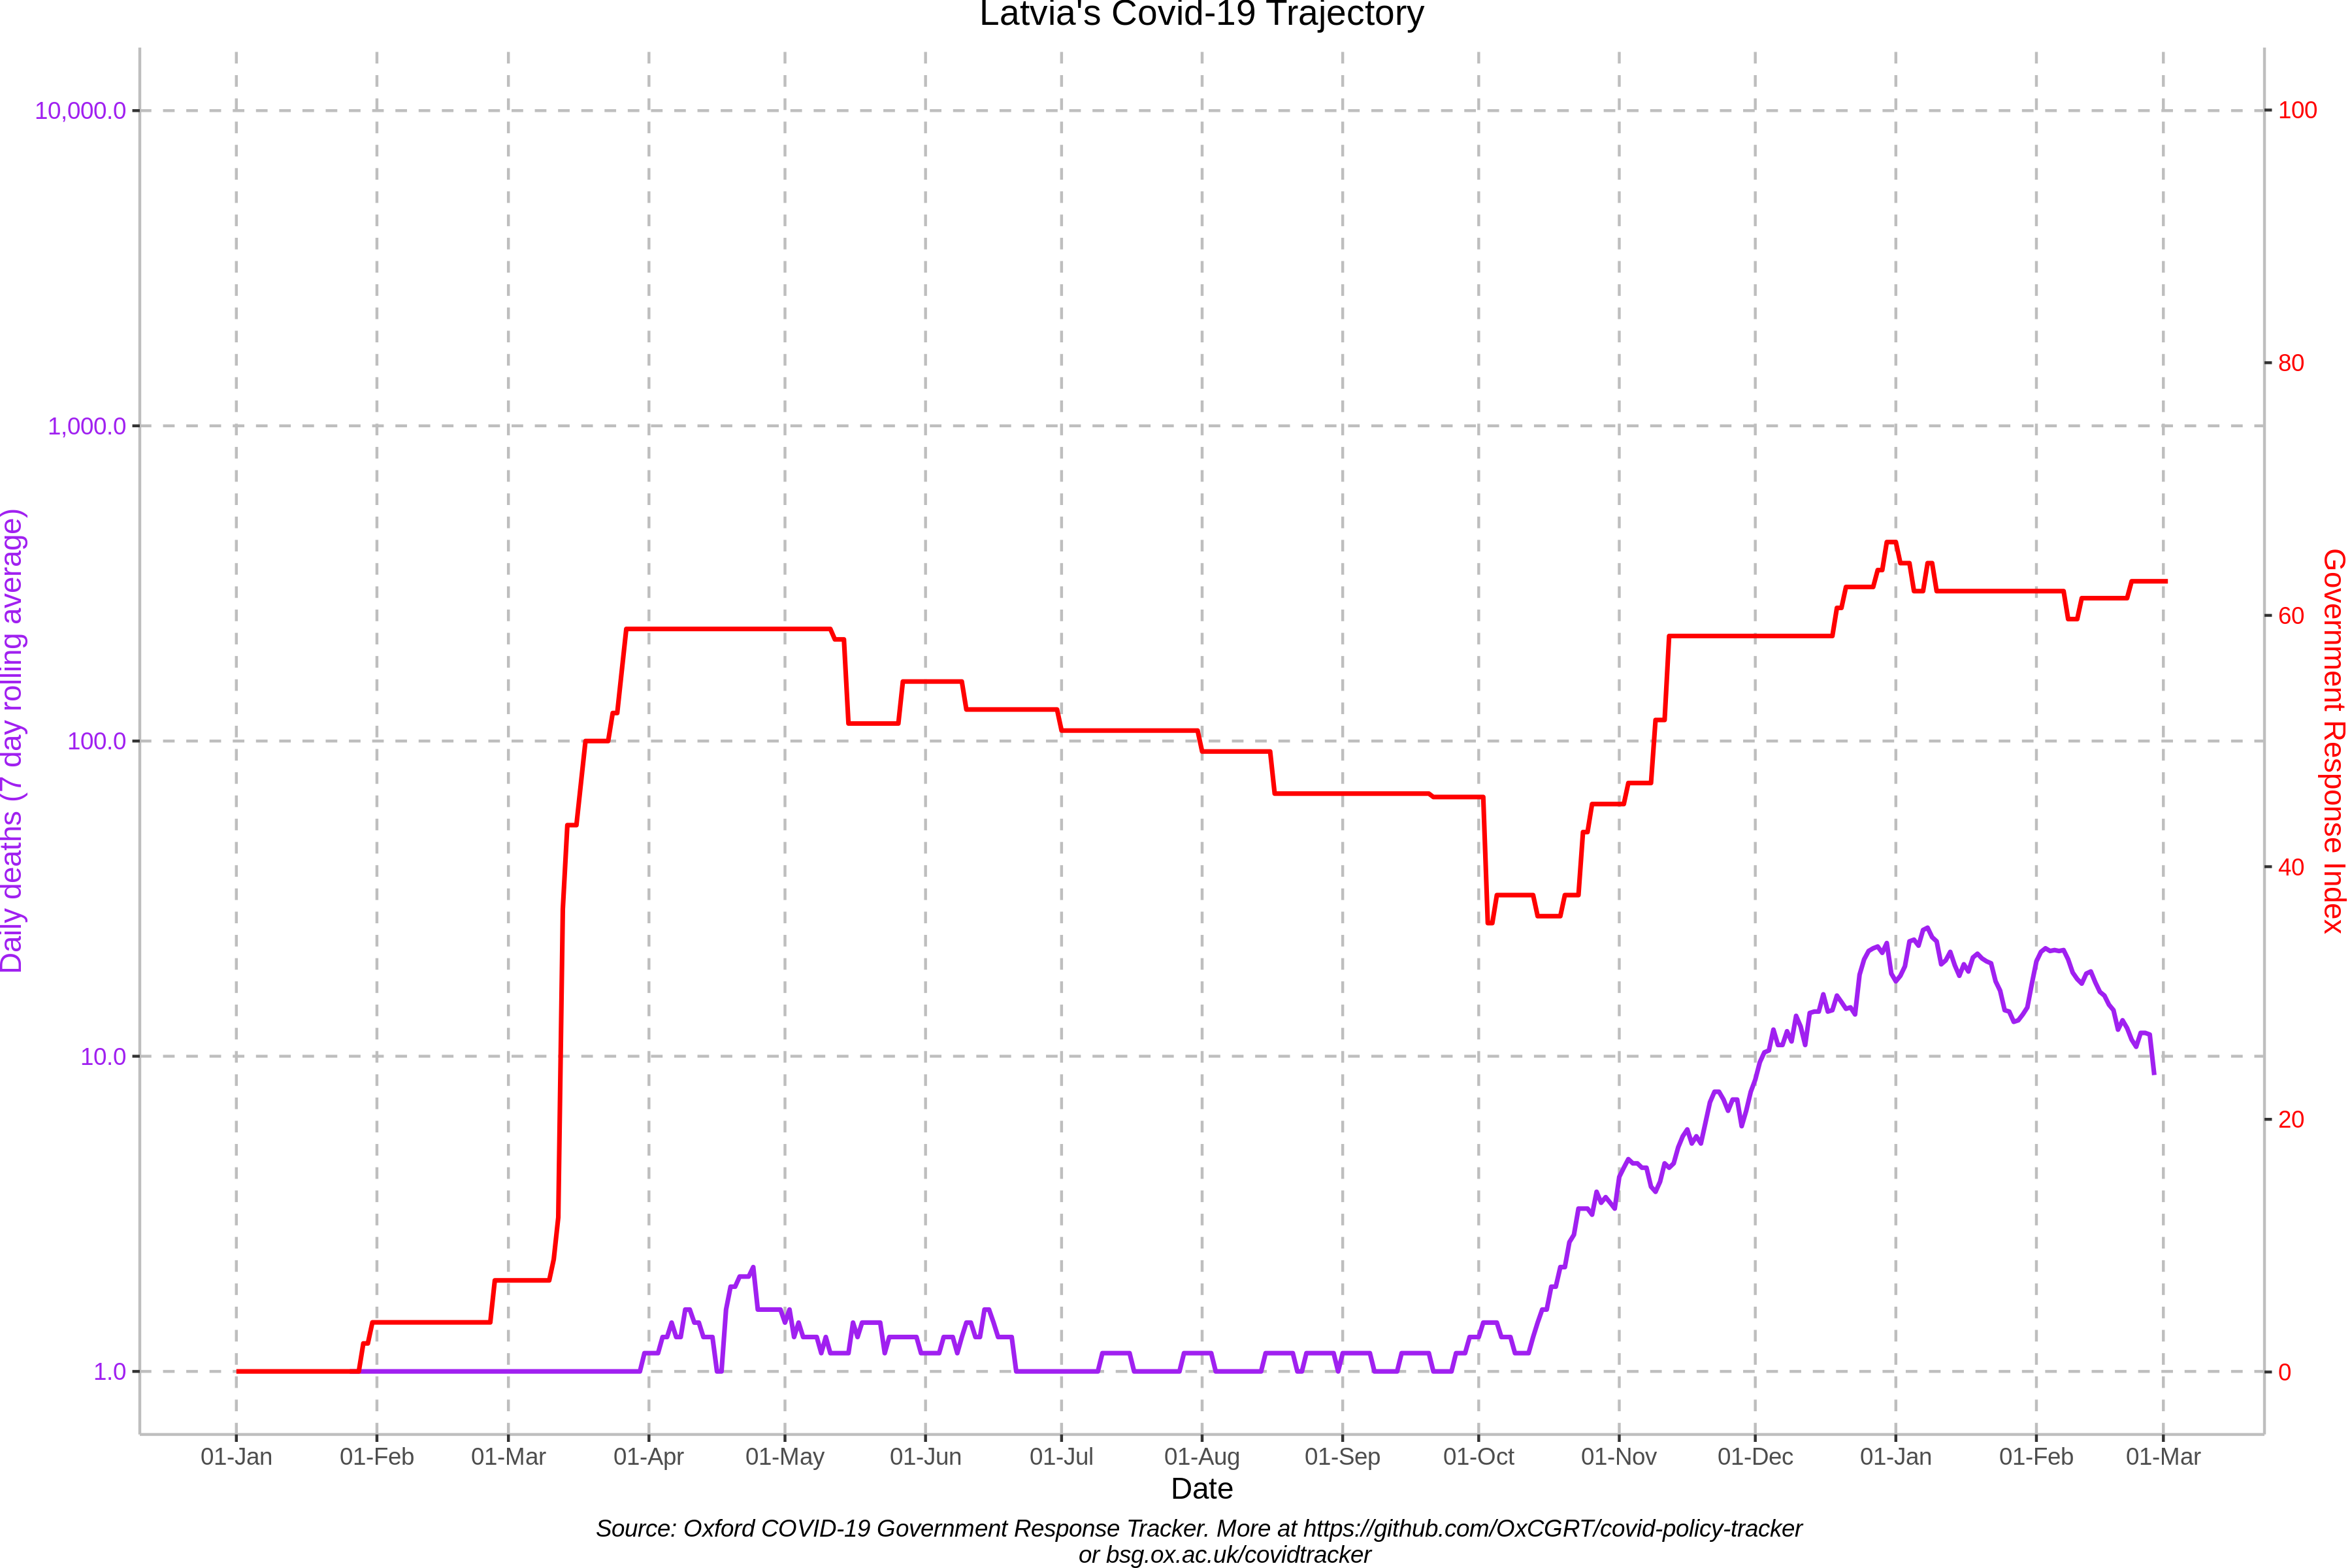 Latvia's Covid-19 Trajectory
10,000.0
1,000.0
100.0
10.0
1.0
Daily deaths (7 day rolling average)
100
80
60
40
20
0
Government Response Index
01-Jan 01-Feb 01-Mar 01-Apr 01-May 01-Jun 01-Jul 01-Aug 01-Sep 01-Oct 01-Nov 01-Dec 01-Jan 01-Feb 01-Mar
Date
Source: Oxford COVID-19 Government Response Tracker. More at https://github.com/OxCGRT/covid-policy-tracker
or bsg.ox.ac.uk/covidtracker